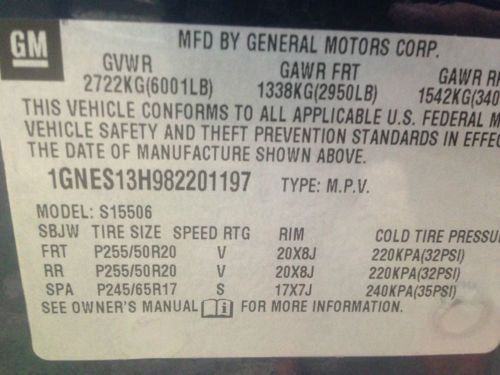 GM
MFD BY GENERAL MOTORS CORP.
GVWR GAWR FRT GAWR
2722KG(6001LB) 1338KG(2950LB)
THIS VEHICLE CONFORMS TO ALL APPLICABLE U.S. FEDERAL
VEHICLE SAFETY AND THEFT PREVENTION STANDARDS IN
THE DATE OF MANUFACTURE SHOWN ABOVE.
1GNES13H982201197 TYPE: M.P.V.
MODEL: S15506
SBJW TIRE SIZE SPEED RTG RIM COLD TIRE
FRT P255/50R20 V 20X8J 220KPA(32PSI)
RR P255/50R20 V 20X8J 220KPA(32PSI)
SPA P245/65R17 S 17X7J 240KPA(35PSI)
SEE OWNER'S MANUAL FOR MORE INFORMATION.